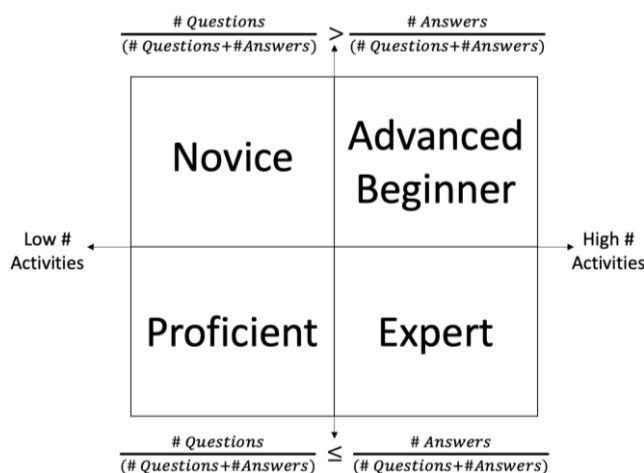 # Questions / (# Questions+#Answers) > # Answers / (# Questions+#Answers)
Novice
Advanced
Beginner
Low #
Activities
High #
Activities
Proficient
Expert
# Questions / (# Questions+#Answers) ≤ # Answers / (# Questions+#Answers)